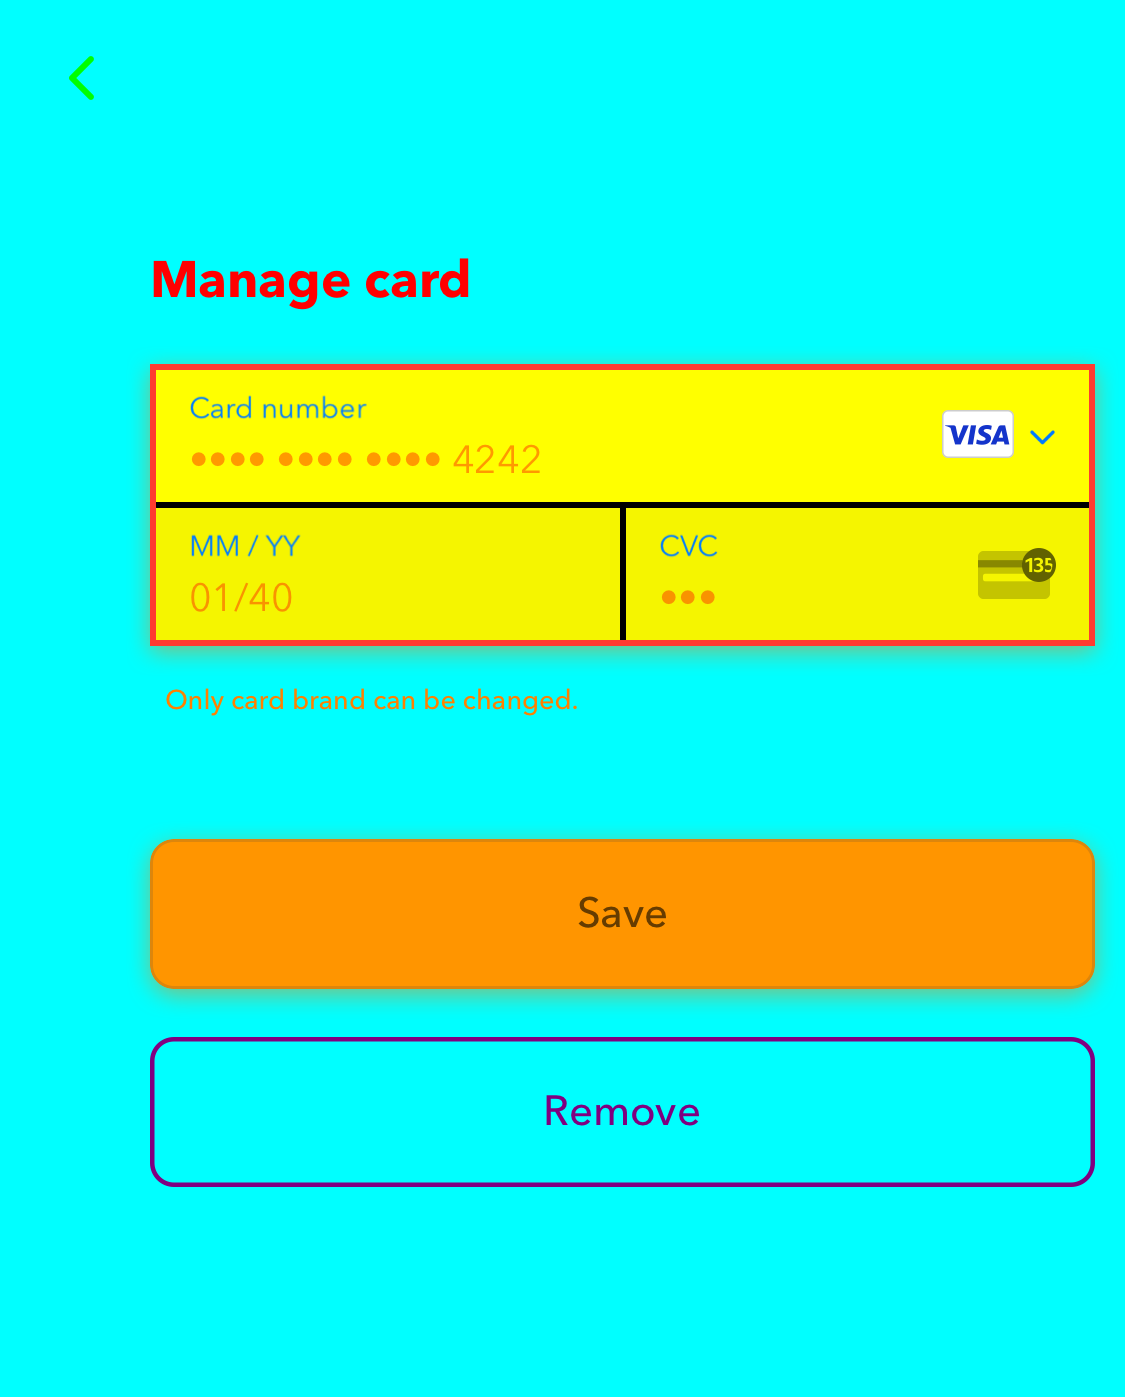 Manage card
Card number
VISA
•••• •••• •••• 4242
MM / YY
01/40
CVC
•••
135
Only card brand can be changed.
Save
Remove